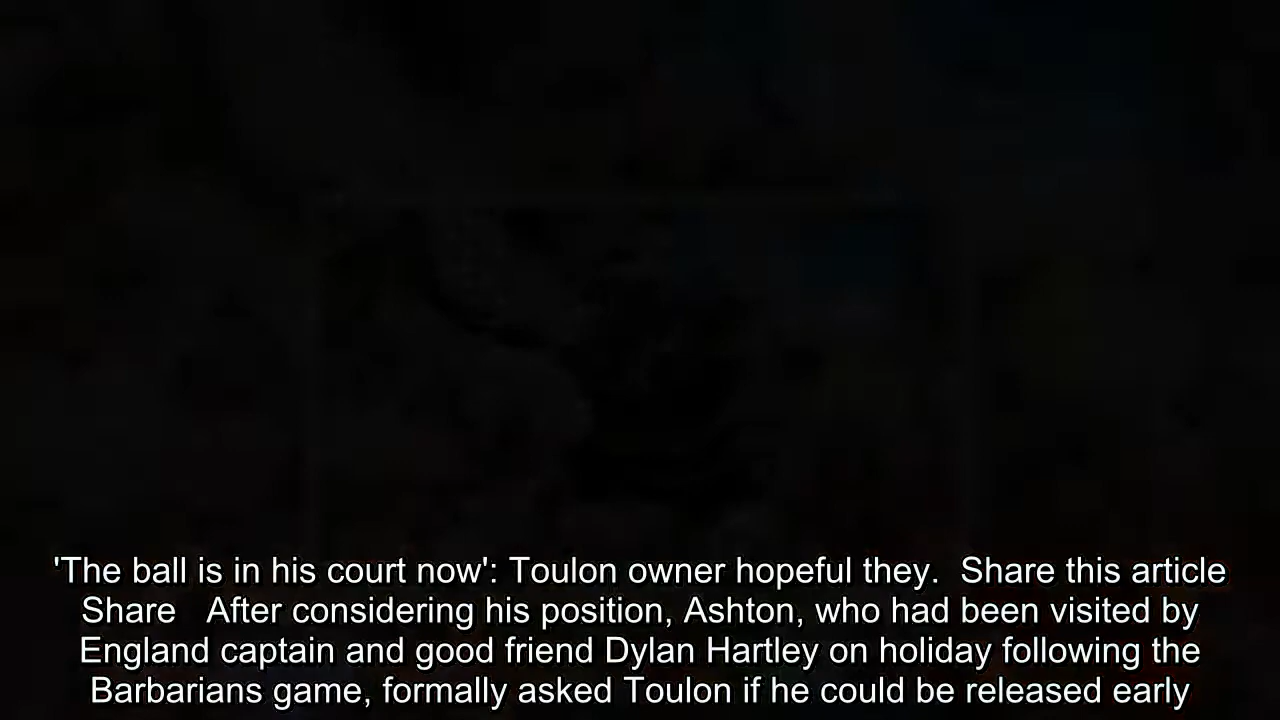 'The ball is in his court now': Toulon owner hopeful they.  Share this article
Share   After considering his position, Ashton, who had been visited by
England captain and good friend Dylan Hartley on holiday following the
Barbarians game, formally asked Toulon if he could be released early